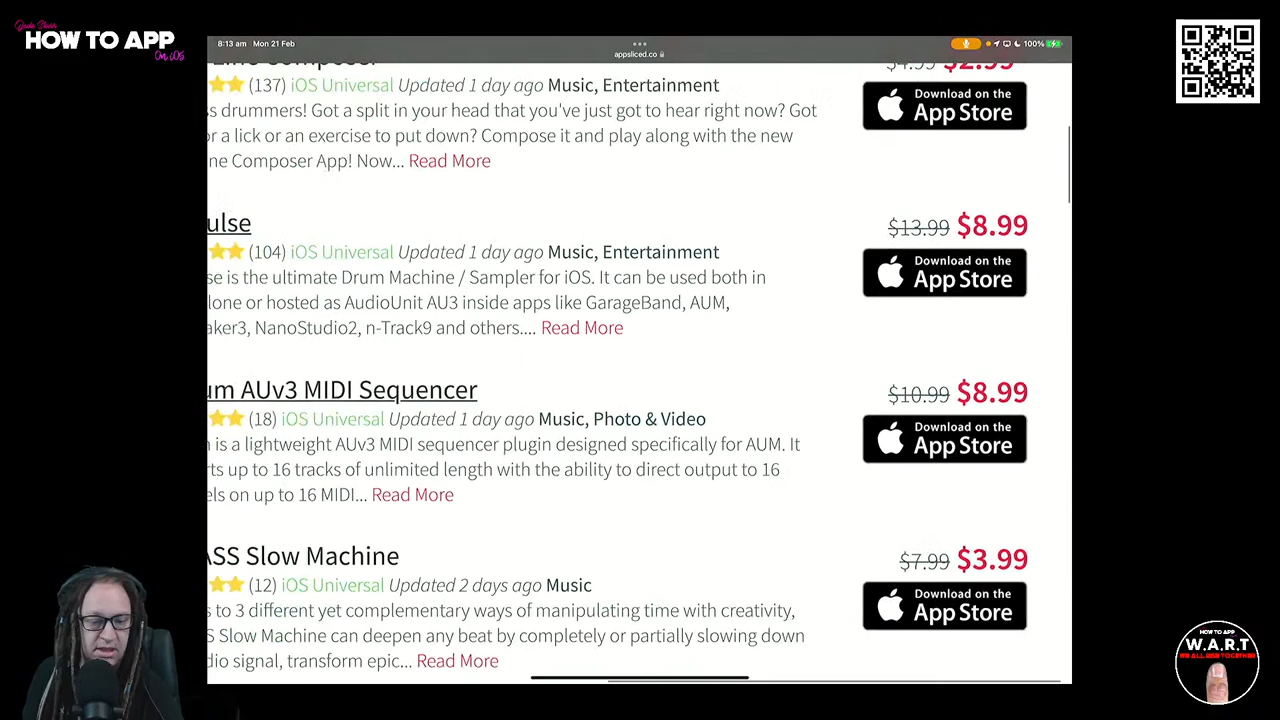 HOW TO APP
On iOS
8:13 am Mon 21 Feb
appsliced.co
100%
$2.99
(137) iOS Universal Updated 1 day ago Music, Entertainment
Download on the
App Store
s drummers! Got a split in your head that you've just got to hear right now? Got
or a lick or an exercise to put down? Compose it and play along with the new
ne Composer App! Now... Read More
ulse
$13.99 $8.99
(104) iOS Universal Updated 1 day ago Music, Entertainment
Download on the
App Store
se is the ultimate Drum Machine / Sampler for iOS. It can be used both in
lone or hosted as AudioUnit AU3 inside apps like GarageBand, AUM,
aker3, NanoStudio2, n-Track9 and others.... Read More
um AUv3 MIDI Sequencer
$10.99 $8.99
(18) iOS Universal Updated 1 day ago Music, Photo & Video
Download on the
App Store
n is a lightweight AUv3 MIDI sequencer plugin designed specifically for AUM. It
rts up to 16 tracks of unlimited length with the ability to direct output to 16
els on up to 16 MIDI... Read More
ASS Slow Machine
$7.99 $3.99
(12) iOS Universal Updated 2 days ago Music
Download on the
App Store
s to 3 different yet complementary ways of manipulating time with creativity,
S Slow Machine can deepen any beat by completely or partially slowing down
dio signal, transform epic... Read More
HOW TO APP
W.A.R.T